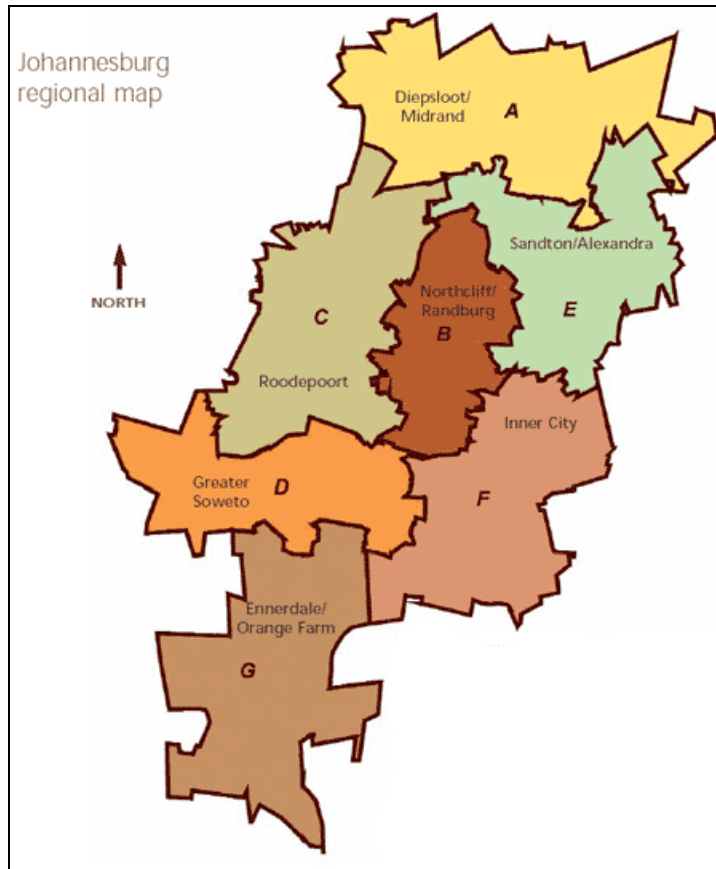 Johannesburg
regional map
Diepsloot/
Midrand
A
Sandton/Alexandra
NORTH
Northcliff/
Randburg
C
B
E
Roodepoort
Inner City
Greater
Soweto
D
F
Ennerdale/
Orange Farm
G